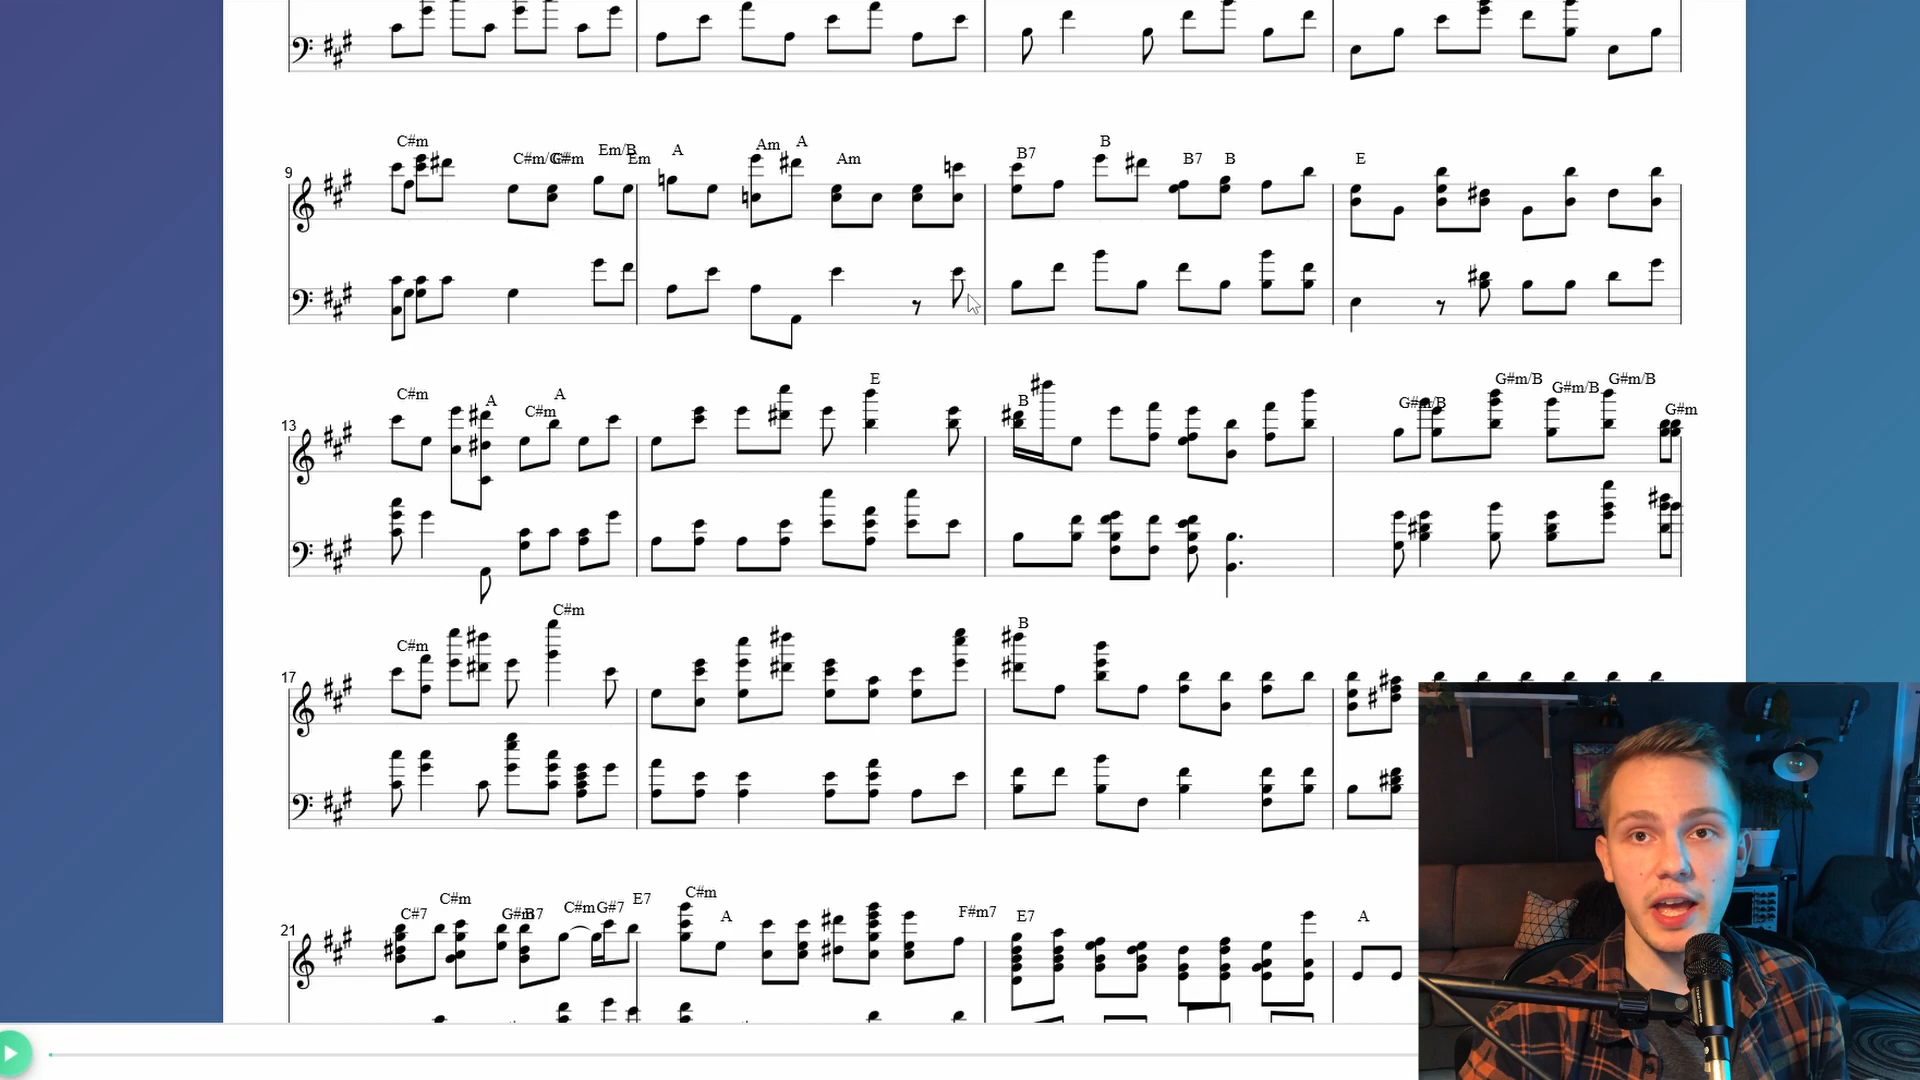 9 C#m C#m/G# C#m Em/B Em A Am A Am B7 B B7 B E
13 C#m A C#m A E B G#m/B G#m/B G#m/B G#m/B G#m
17 C#m C#m B
21 C#7 C#m G#m B7 C#m G#7 E7 C#m A F#m7 E7 A